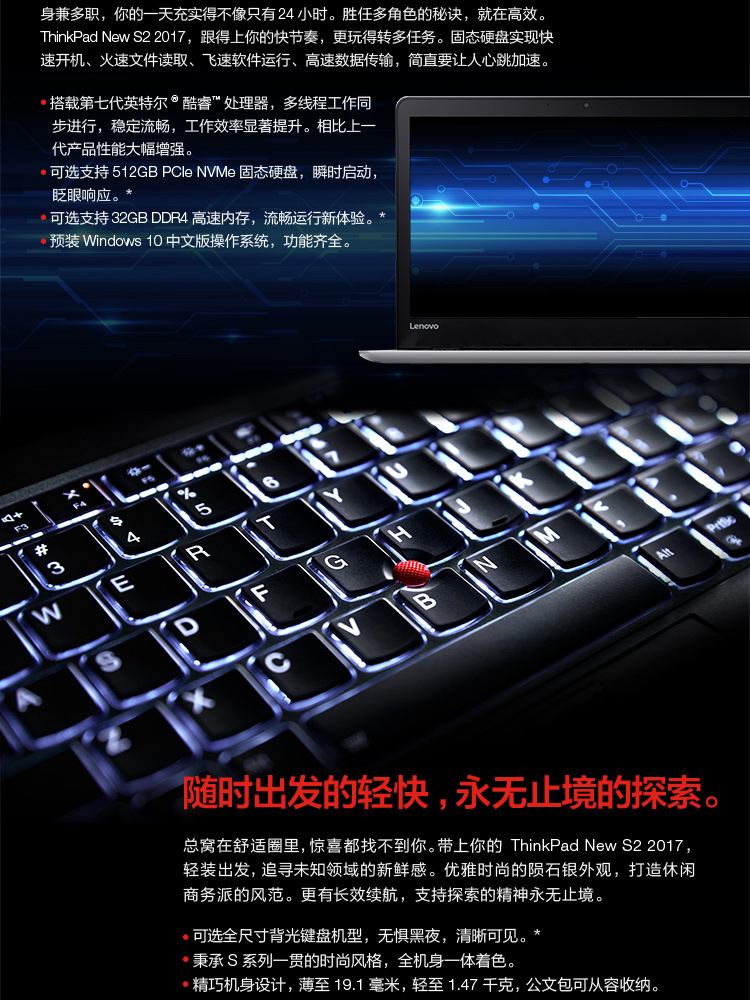 身兼多职，你的一天充实得不像只有24 小时。胜任多角色的秘诀，就在高效。
ThinkPad New S2 2017，跟得上你的快节奏，更玩得转多任务。固态硬盘实现快
速开机、火速文件读取、飞速软件运行、高速数据传输，简直要让人心跳加速。
• 搭载第七代英特尔® 酷睿™ 处理器，多线程工作同
步进行，稳定流畅，工作效率显著提升。相比上一
代产品性能大幅增强。
• 可选支持 512GB PCIe NVMe 固态硬盘，瞬时启动，
眨眼响应。*
• 可选支持 32GB DDR4 高速内存，流畅运行新体验。*
• 预装 Windows 10 中文版操作系统，功能齐全。
Lenovo
F3 F4 F5 F6
# 3 $ 4 % 5 6 7
W E R T Y U
A S D F G H J K L
X C V B N M
Alt PrtSc
随时出发的轻快，永无止境的探索。
总窝在舒适圈里，惊喜都找不到你。带上你的 ThinkPad New S2 2017，
轻装出发，追寻未知领域的新鲜感。优雅时尚的陨石银外观，打造休闲
商务派的风范。更有长效续航，支持探索的精神永无止境。
• 可选全尺寸背光键盘机型，无惧黑夜，清晰可见。*
• 秉承 S 系列一贯的时尚风格，全机身一体着色。
• 精巧机身设计，薄至 19.1 毫米，轻至 1.47 千克，公文包可从容收纳。